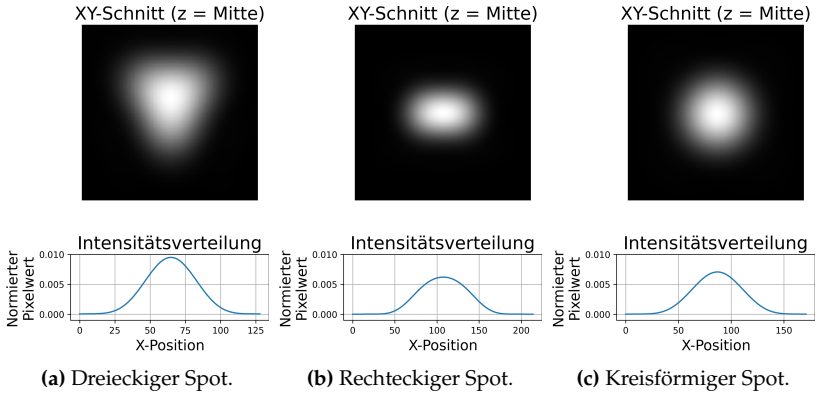 XY-Schnitt (z = Mitte)
XY-Schnitt (z = Mitte)
XY-Schnitt (z = Mitte)
Intensitätsverteilung
Normierter
Pixelwert
0.010
0.005
0.000
0 25 50 75 100 125
X-Position
Intensitätsverteilung
Normierter
Pixelwert
0.010
0.005
0.000
0 50 100 150 200
X-Position
Intensitätsverteilung
Normierter
Pixelwert
0.010
0.005
0.000
0 50 100 150
X-Position
(a) Dreieckiger Spot.
(b) Rechteckiger Spot.
(c) Kreisförmiger Spot.